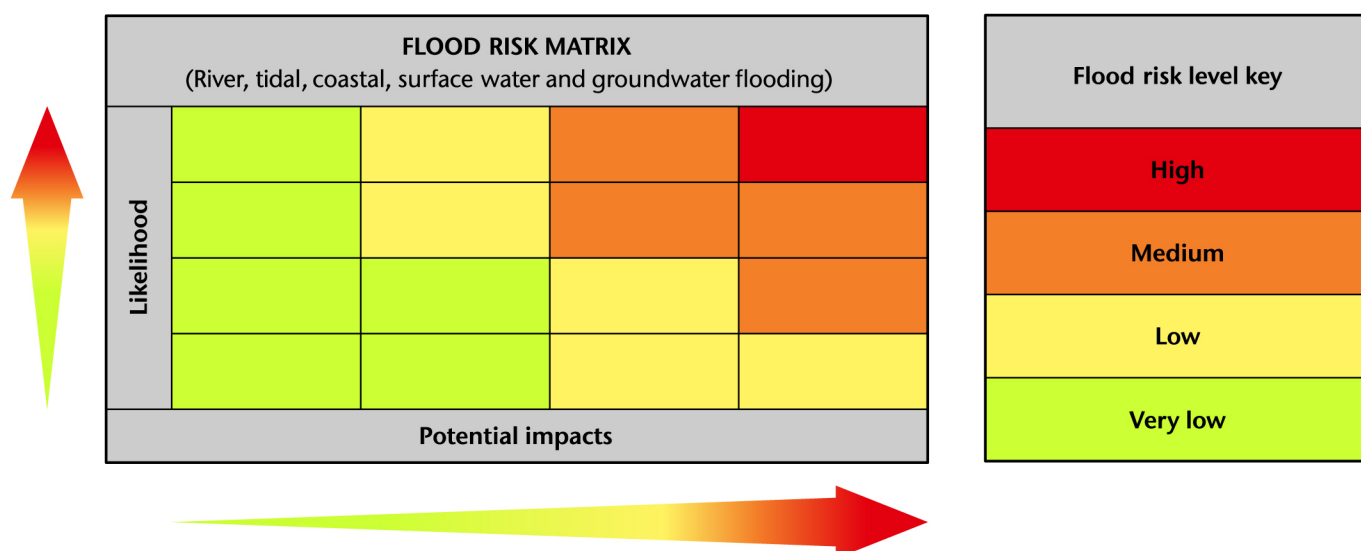 FLOOD RISK MATRIX
(River, tidal, coastal, surface water and groundwater flooding)
Likelihood
Potential impacts
Flood risk level key
High
Medium
Low
Very low